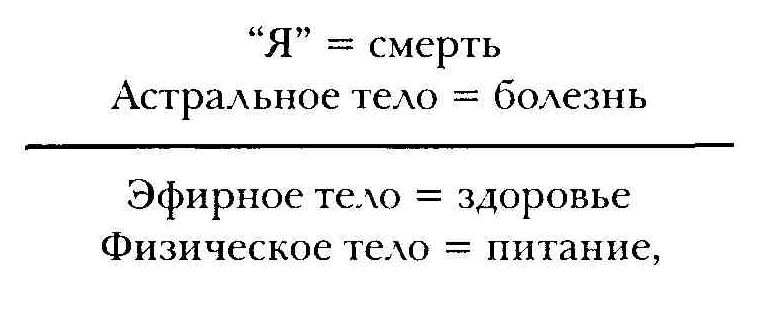 “Я” = смерть
Астральное тело = болезнь
Эфирное тело = здоровье
Физическое тело = питание,